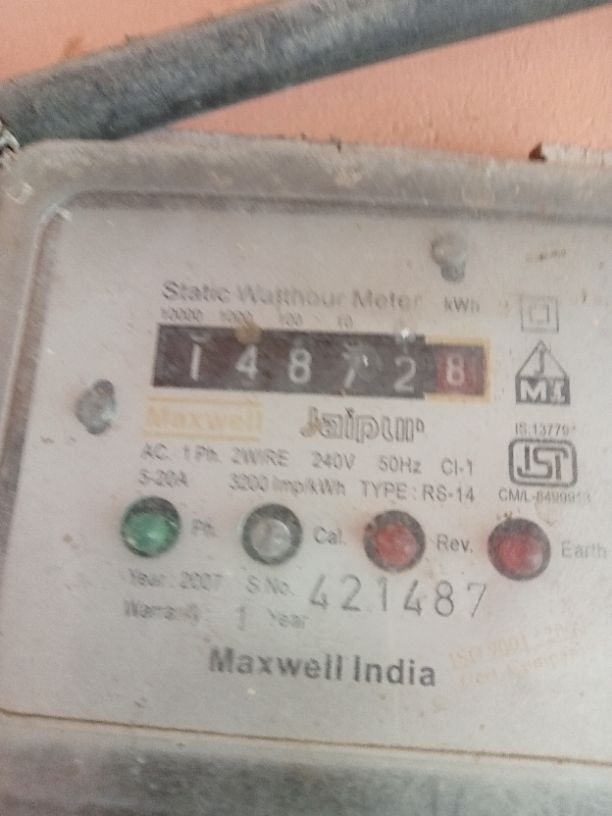 Static Watthour Meter kWh
10000 1000 100 10
1 4 8 7 2 8
Maxwell Jaipur
M.I.
IS:13779
AC. 1 Ph. 2WIRE 240V 50Hz Cl-1
5-20A 3200 Imp/kWh TYPE : RS-14
CM/L-8499913
Ph. Cal. Rev. Earth
Year : 2007 S.No. 421487
Warranty 1 Year
ISO 9001
Maxwell India